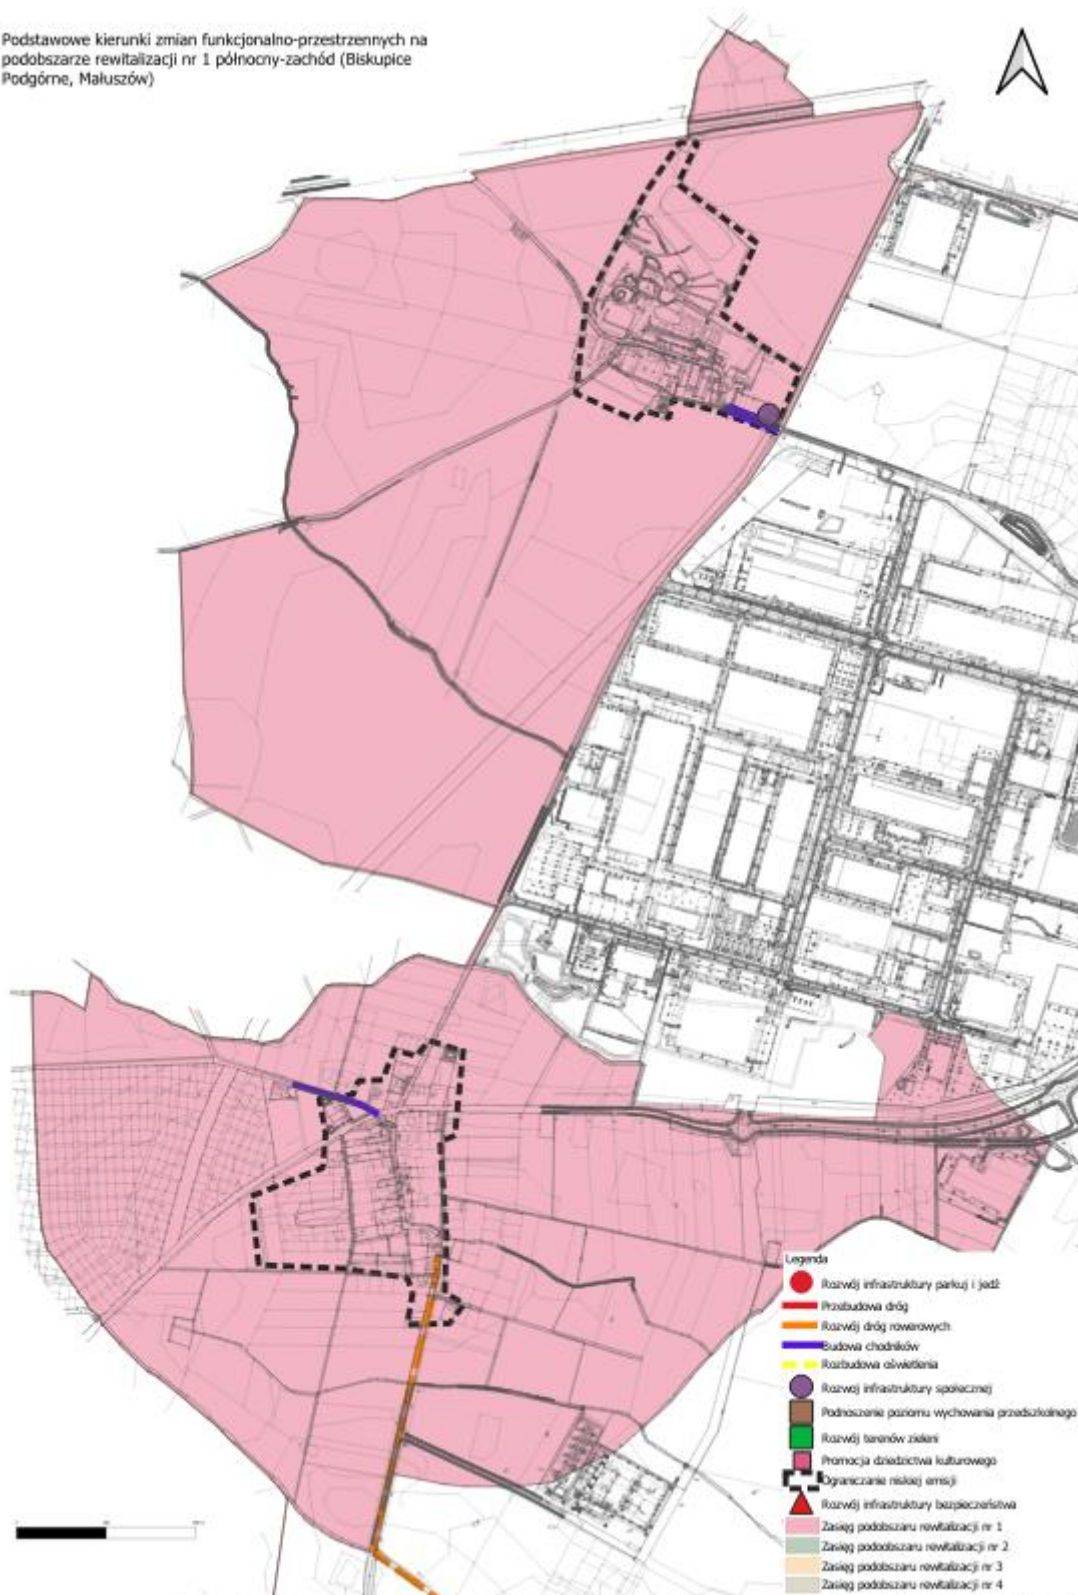 Podstawowe kierunki zmian funkcjonalno-przestrzennych na
podobszarze rewitalizacji nr 1 północny-zachód (Biskupice
Podgórne, Małuszów)
Legenda
Rozwój infrastruktury parkuj i jedź
Przebudowa dróg
Rozwój dróg rowerowych
Budowa chodników
Rozbudowa oświetlenia
Rozwoj infrastruktury społecznej
Podnoszenie poziomu wychowania przedszkolnego
Rozwój terenów zieleni
Promocja dziedzictwa kulturowego
Ograniczanie niskiej emisji
Rozwój infrastruktury bezpieczeństwa
Zasięg podobszaru rewitalizacji nr 1
Zasięg podoobszaru rewitalizacji nr 2
Zasięg podobszaru rewitalizacji nr 3
Zasięg podobszaru rewitalizacji nr 4